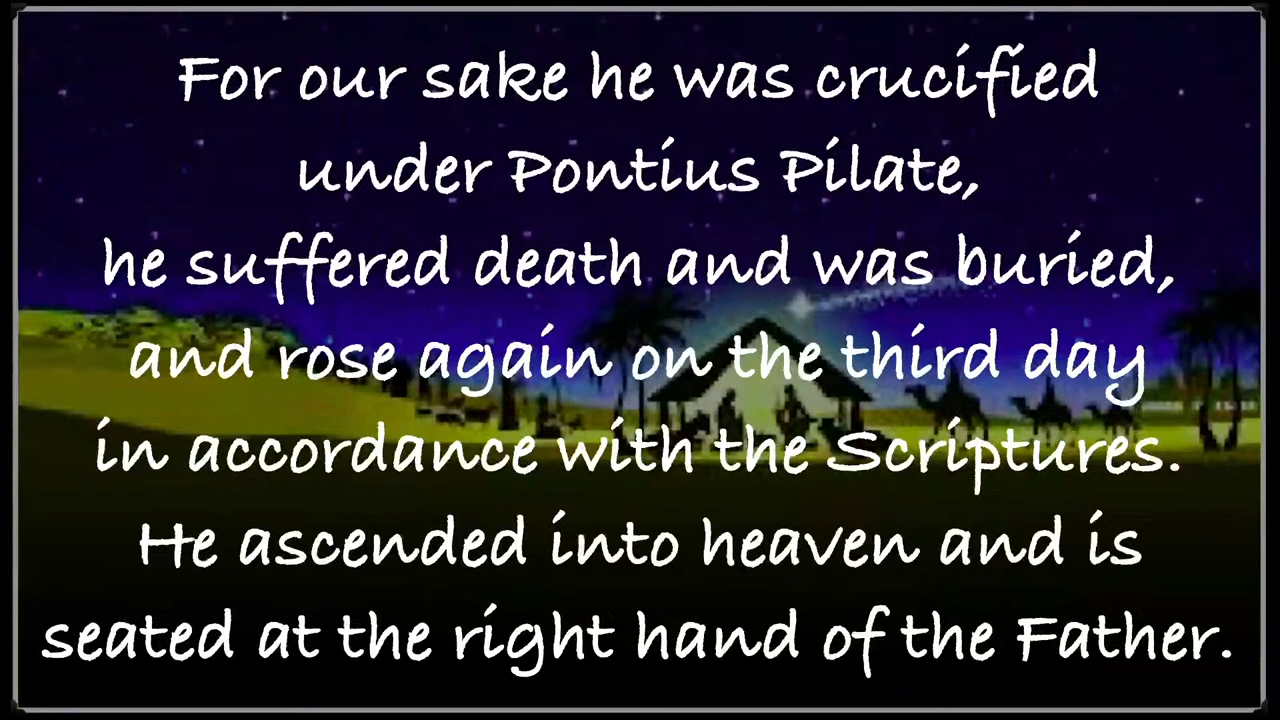 For our sake he was crucified
under Pontius Pilate,
he suffered death and was buried,
and rose again on the third day
in accordance with the Scriptures.
He ascended into heaven and is
seated at the right hand of the Father.